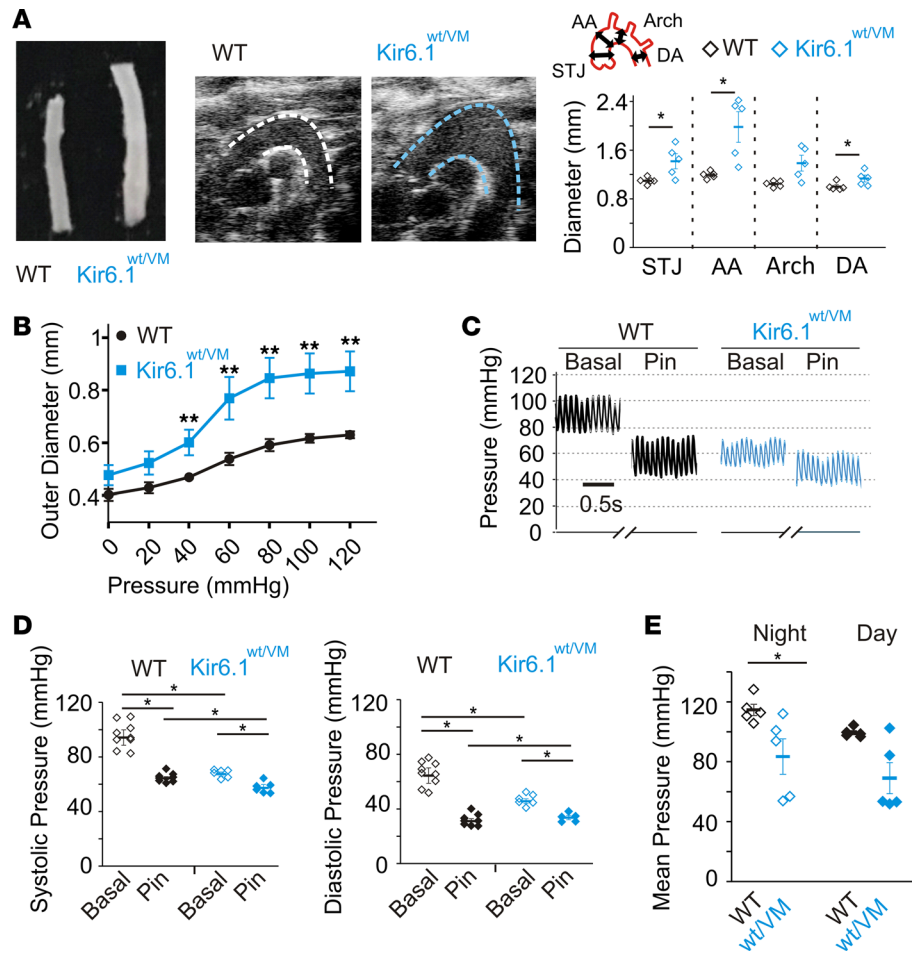 A
WT
Kir6.1wt/VM
WT
Kir6.1wt/VM
AA
Arch
STJ
DA
WT
Kir6.1wt/VM
Diameter (mm)
2.4
1.6
0.8
0
*
*
*
STJ
AA
Arch
DA
B
WT
Kir6.1wt/VM
Outer Diameter (mm)
1
0.8
0.6
0.4
**
**
**
**
**
0
20
40
60
80
100
120
Pressure (mmHg)
C
WT
Kir6.1wt/VM
Basal
Pin
Basal
Pin
Pressure (mmHg)
120
100
80
60
40
20
0
0.5s
D
WT
Kir6.1wt/VM
Systolic Pressure (mmHg)
120
80
40
0
*
*
*
*
Basal
Pin
Basal
Pin
WT
Kir6.1wt/VM
Diastolic Pressure (mmHg)
120
80
40
0
*
*
*
*
Basal
Pin
Basal
Pin
E
Night
Day
*
Mean Pressure (mmHg)
120
80
40
0
WT
wt/VM
WT
wt/VM